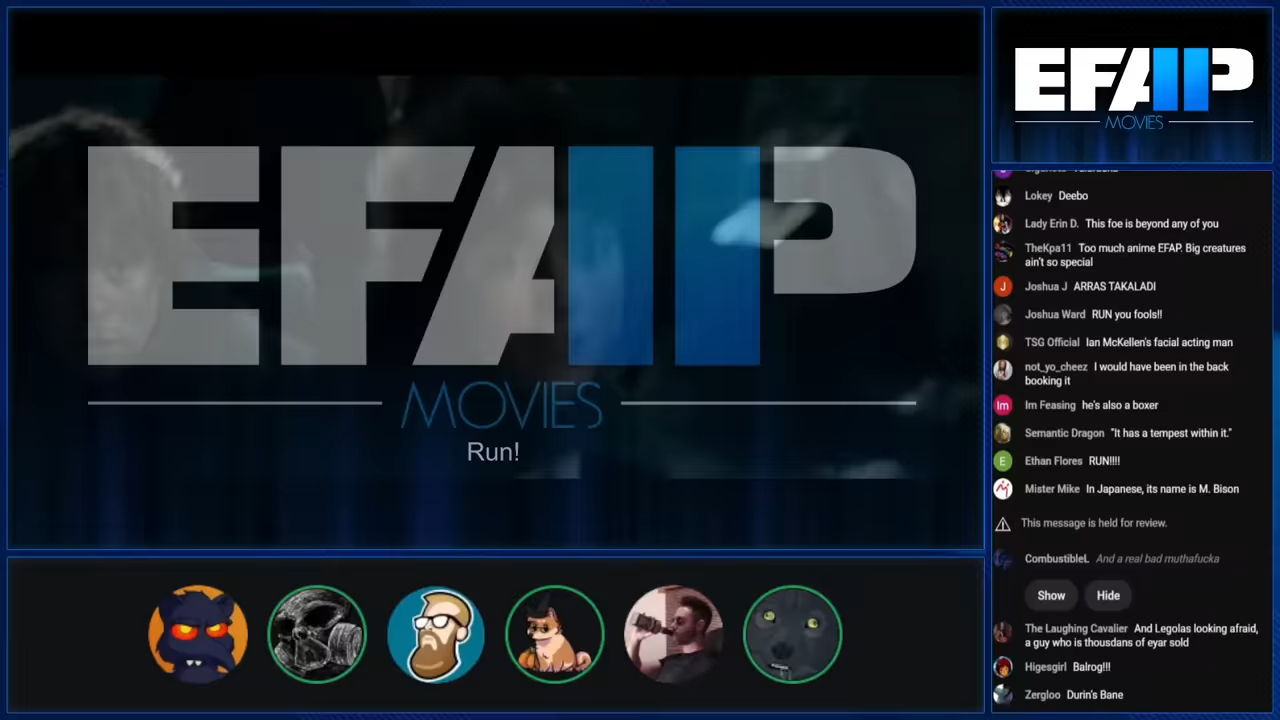 EFAP
MOVIES
Run!
EFAP
MOVIES
Lokey Deebo
Lady Erin D. This foe is beyond any of you
TheKpa11 Too much anime EFAP. Big creatures
ain't so special
J
Joshua J ARRAS TAKALADI
Joshua Ward RUN you fools!!
TSG Official Ian McKellen's facial acting man
not_yo_cheez I would have been in the back
booking it
Im
Im Feasing he's also a boxer
Semantic Dragon "It has a tempest within it."
E
Ethan Flores RUN!!!!
Mister Mike In Japanese, its name is M. Bison
This message is held for review.
CombustibleL And a real bad muthafucka
Show Hide
The Laughing Cavalier And Legolas looking afraid,
a guy who is thousdans of eyar sold
Higesgirl Balrog!!!
Zergloo Durin's Bane